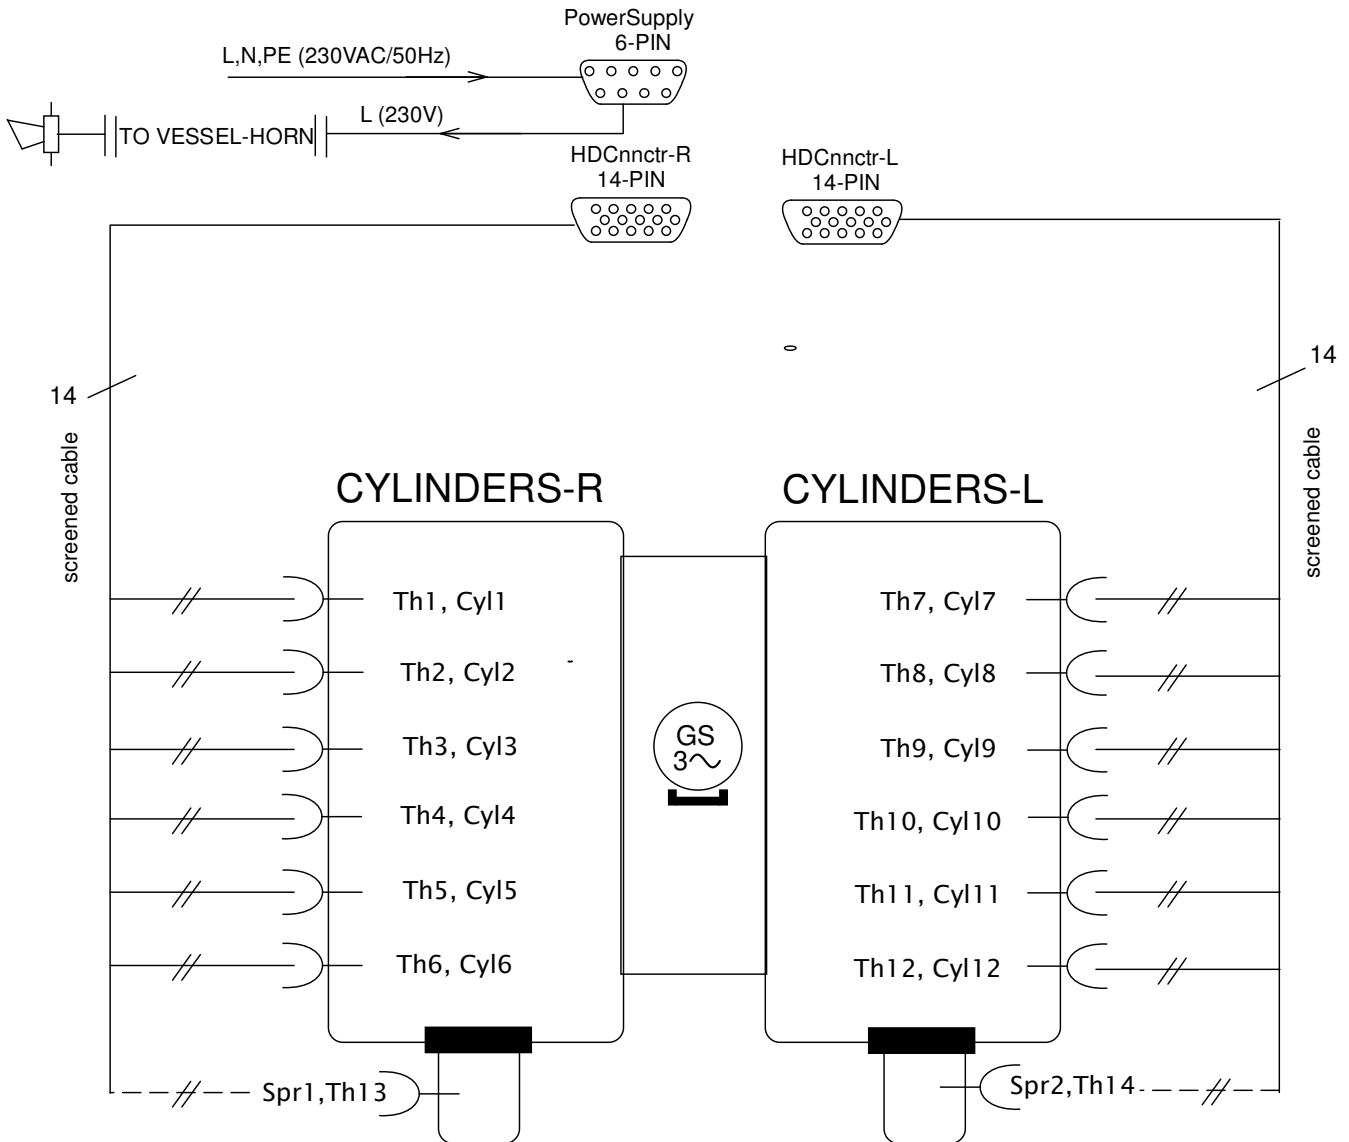 PowerSupply
6-PIN
L,N,PE (230VAC/50Hz)
L (230V)
TO VESSEL-HORN
HDCnnctr-R
14-PIN
HDCnnctr-L
14-PIN
14
screened cable
14
screened cable
CYLINDERS-R
CYLINDERS-L
Th1, Cyl1
Th2, Cyl2
Th3, Cyl3
Th4, Cyl4
Th5, Cyl5
Th6, Cyl6
GS
3~
Th7, Cyl7
Th8, Cyl8
Th9, Cyl9
Th10, Cyl10
Th11, Cyl11
Th12, Cyl12
Spr1,Th13
Spr2,Th14